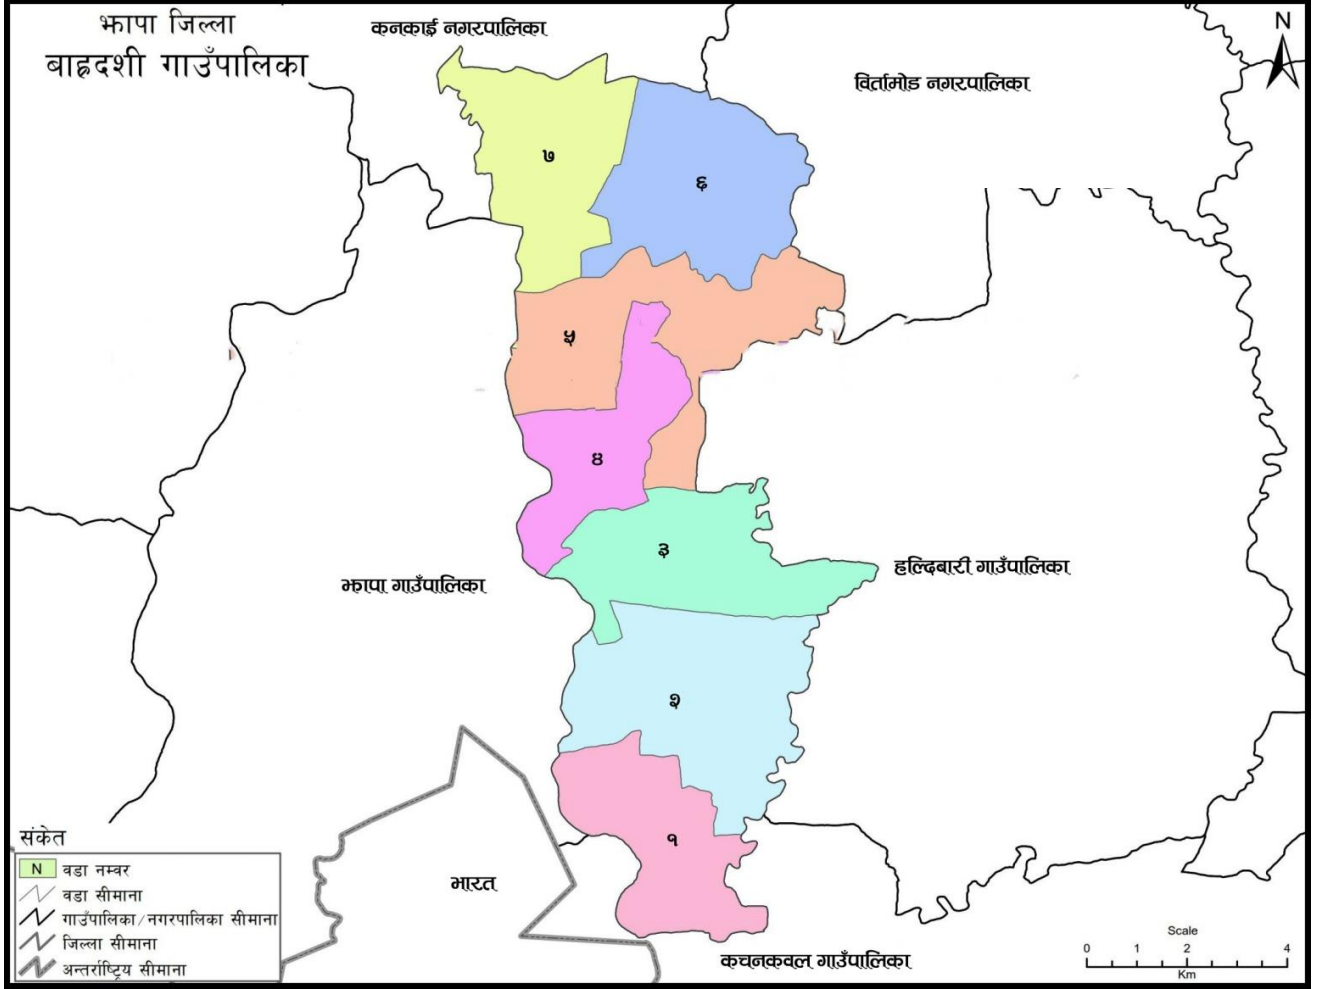 झापा जिल्ला
बाह्रदशी गाउँपालिका
कनकाई नगरपालिका
N
विर्तामोड नगरपालिका
७
६
५
४
३
हल्दिबारी गाउँपालिका
झापा गाउँपालिका
२
१
भारत
कचनकवल गाउँपालिका
संकेत
N वडा नम्वर
वडा सीमाना
गाउँपालिका/नगरपालिका सीमाना
जिल्ला सीमाना
अन्तर्राष्ट्रिय सीमाना
Scale
0 1 2 4
Km